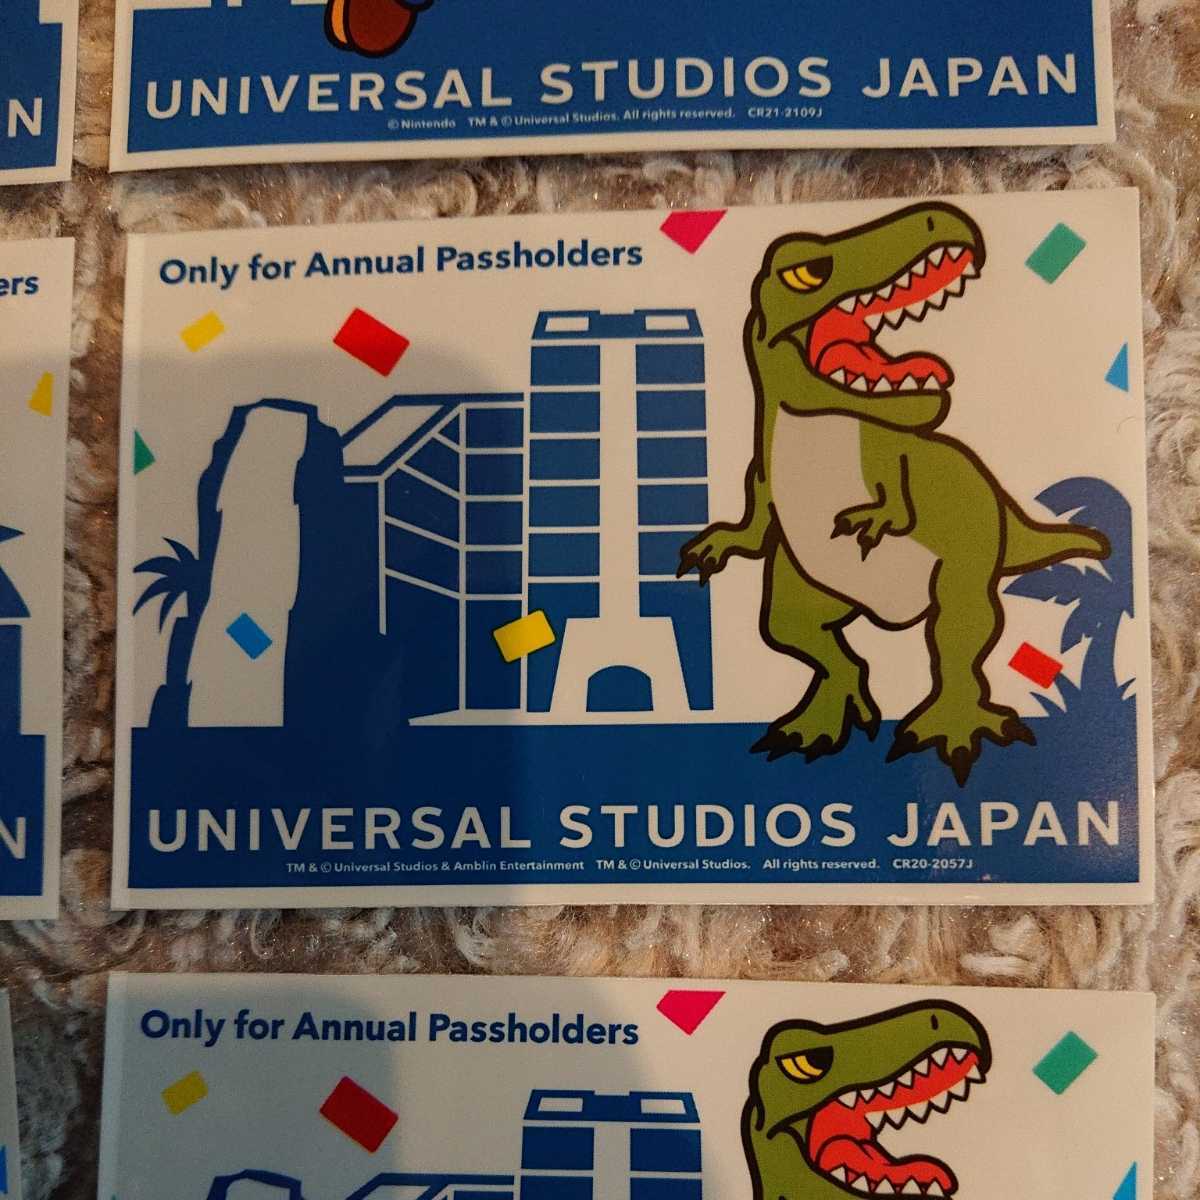 N
UNIVERSAL STUDIOS JAPAN
© Nintendo TM & © Universal Studios. All rights reserved. CR21-2109J
ers
Only for Annual Passholders
N
UNIVERSAL STUDIOS JAPAN
TM & © Universal Studios & Amblin Entertainment TM & © Universal Studios. All rights reserved. CR20-2057J
Only for Annual Passholders